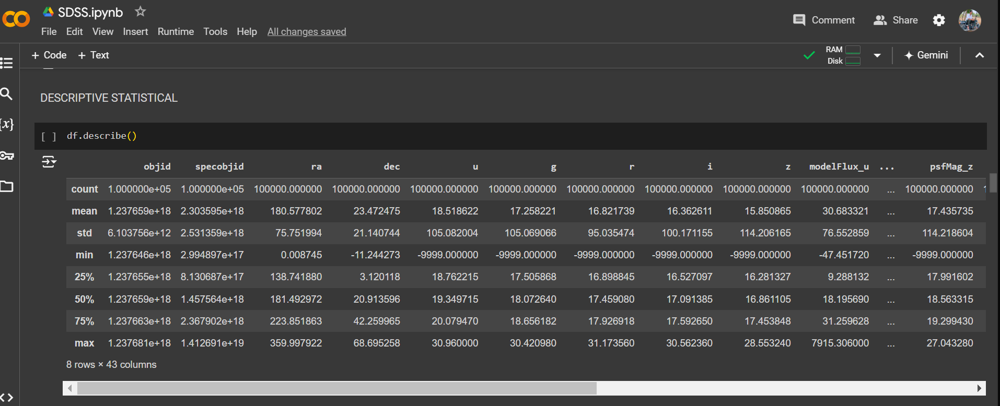 SDSS.ipynb
Comment
Share
File Edit View Insert Runtime Tools Help All changes saved
+ Code + Text
RAM
Disk
Gemini
DESCRIPTIVE STATISTICAL
{x}
[ ] df.describe()
objid specobjid ra dec u g r i z modelFlux_u ... psfMag_z
count 1.000000e+05 1.000000e+05 100000.000000 100000.000000 100000.000000 100000.000000 100000.000000 100000.000000 100000.000000 100000.000000 ... 100000.000000
mean 1.237659e+18 2.303595e+18 180.577802 23.472475 18.518622 17.258221 16.821739 16.362611 15.850865 30.683321 ... 17.435735
std 6.103756e+12 2.531359e+18 75.751994 21.140744 105.082004 105.069066 95.035474 100.171155 114.206165 76.552859 ... 114.218604
min 1.237646e+18 2.994897e+17 0.008745 -11.244273 -9999.000000 -9999.000000 -9999.000000 -9999.000000 -9999.000000 -47.451720 ... -9999.000000
25% 1.237655e+18 8.130687e+17 138.741880 3.120118 18.762215 17.505868 16.898845 16.527097 16.281327 9.288132 ... 17.991602
50% 1.237659e+18 1.457564e+18 181.492972 20.913596 19.349715 18.072640 17.459080 17.091385 16.861105 18.195690 ... 18.563315
75% 1.237663e+18 2.367902e+18 223.851863 42.259965 20.079470 18.656182 17.926918 17.592650 17.453848 31.259628 ... 19.299430
max 1.237681e+18 1.412691e+19 359.997922 68.695258 30.960000 30.420980 31.173560 30.562360 28.553240 7915.306000 ... 27.043280
8 rows × 43 columns